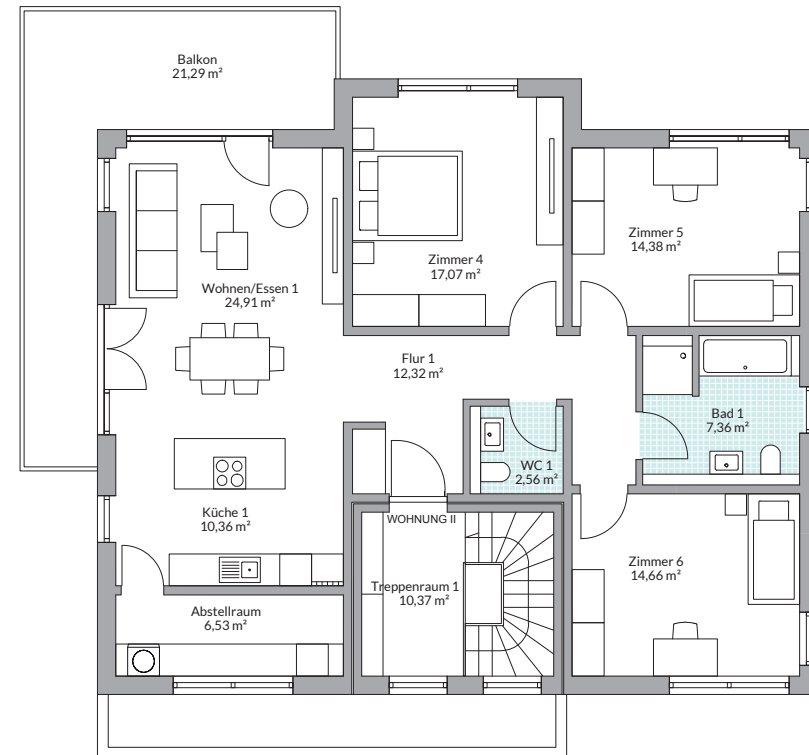 Balkon
21,29 m²
Zimmer 5
14,38 m²
Zimmer 4
17,07 m²
Wohnen/Essen 1
24,91 m²
Flur 1
12,32 m²
Bad 1
7,36 m²
WC 1
2,56 m²
Küche 1
10,36 m²
WOHNUNG II
Zimmer 6
14,66 m²
Treppenraum 1
10,37 m²
Abstellraum
6,53 m²